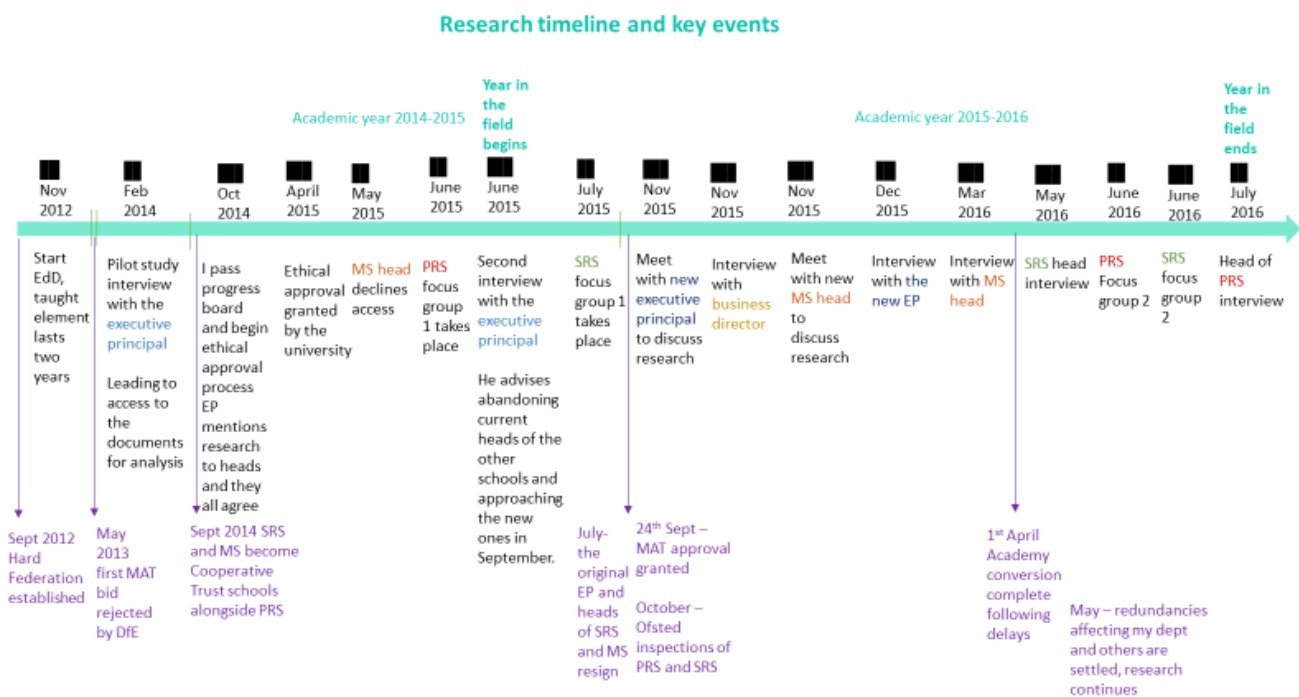 Research timeline and key events
Academic year 2014-2015
Year in
the
field
begins
Academic year 2015-2016
Year in
the
field
ends
Nov
2012
Feb
2014
Oct
2014
April
2015
May
2015
June
2015
June
2015
July
2015
Nov
2015
Nov
2015
Nov
2015
Dec
2015
Mar
2016
May
2016
June
2016
June
2016
July
2016
Start
EdD,
taught
element
lasts
two
years
Pilot study
interview
with the
executive
principal
Leading to
access to
the
documents
for analysis
I pass
progress
board
and begin
ethical
approval
process
EP
mentions
research
to heads
and they
all agree
Ethical
approval
granted
by the
university
MS head
declines
access
PRS
focus
group
1 takes
place
Second
interview
with the
executive
principal
He advises
abandoning
current
heads of the
other
schools and
approaching
the new
ones in
September.
SRS
focus
group 1
takes
place
Meet
with new
executive
principal
to discuss
research
Interview
with
business
director
Meet
with new
MS head
to
discuss
research
Interview
with the
new EP
Interview
with MS
head
SRS head
interview
PRS
Focus
group 2
SRS
focus
group
2
Head of
PRS
interview
Sept 2012
Hard
Federation
established
May
2013
first MAT
bid
rejected
by DfE
Sept 2014 SRS
and MS become
Cooperative
Trust schools
alongside PRS
July-
the
original
EP and
heads
of SRS
and MS
resign
24th Sept –
MAT approval
granted
October –
Ofsted
inspections of
PRS and SRS
1st April
Academy
conversion
complete
following
delays
May – redundancies
affecting my dept
and others are
settled, research
continues